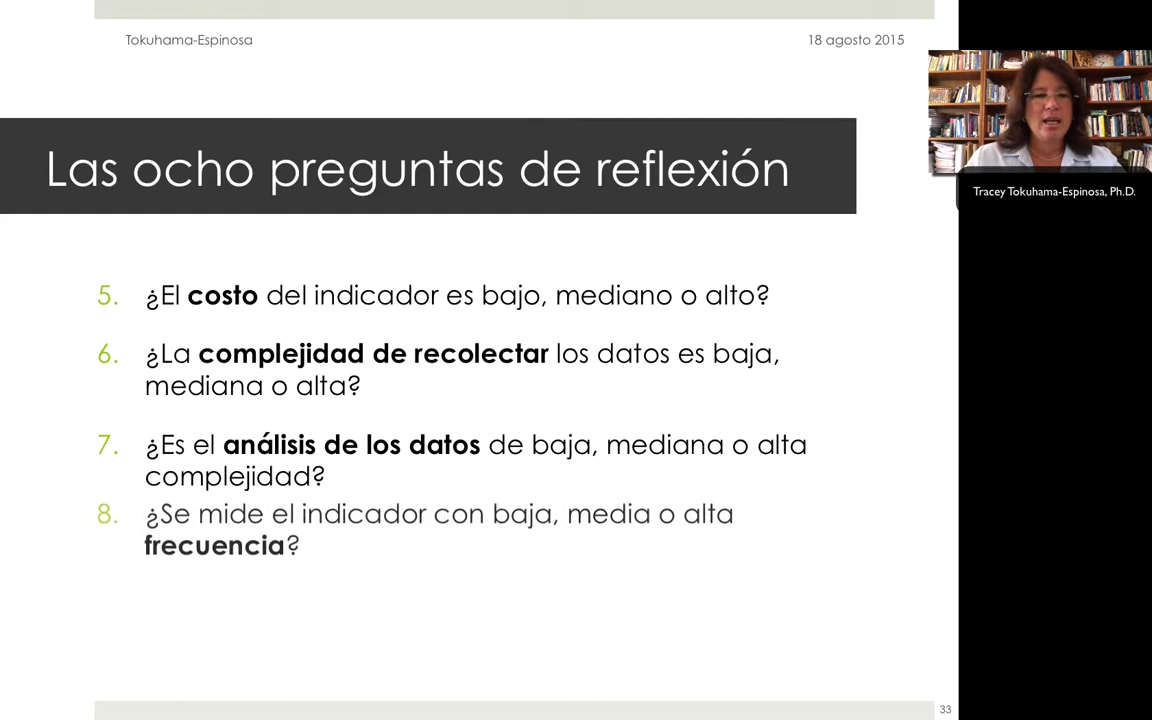 Tokuhama-Espinosa
18 agosto 2015
Tracey Tokuhama-Espinosa, Ph.D.
Las ocho preguntas de reflexión
5. ¿El costo del indicador es bajo, mediano o alto?
6. ¿La complejidad de recolectar los datos es baja,
mediana o alta?
7. ¿Es el análisis de los datos de baja, mediana o alta
complejidad?
8. ¿Se mide el indicador con baja, media o alta
frecuencia?
33